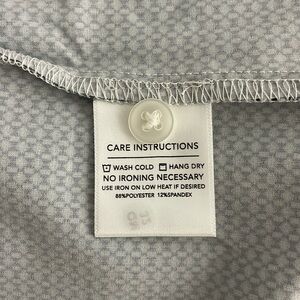 CARE INSTRUCTIONS
WASH COLD HANG DRY
NO IRONING NECESSARY
USE IRON ON LOW HEAT IF DESIRED
88%POLYESTER 12%SPANDEX